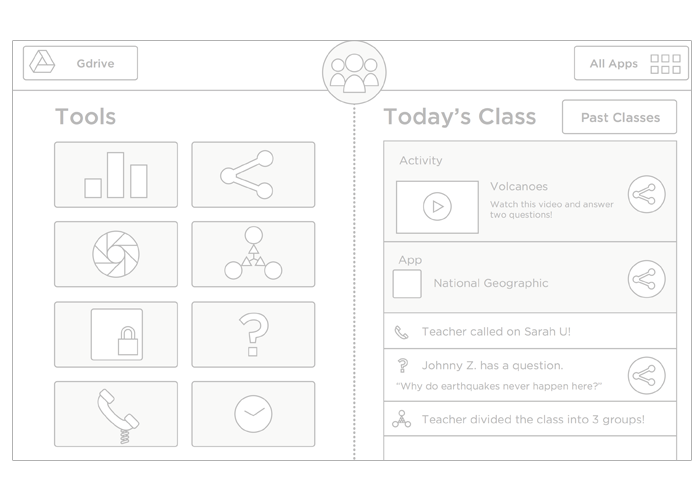 Gdrive
All Apps
Tools
Today's Class
Past Classes
Activity
Volcanoes
Watch this video and answer
two questions!
App
National Geographic
Teacher called on Sarah U!
Johnny Z. has a question.
"Why do earthquakes never happen here?"
Teacher divided the class into 3 groups!